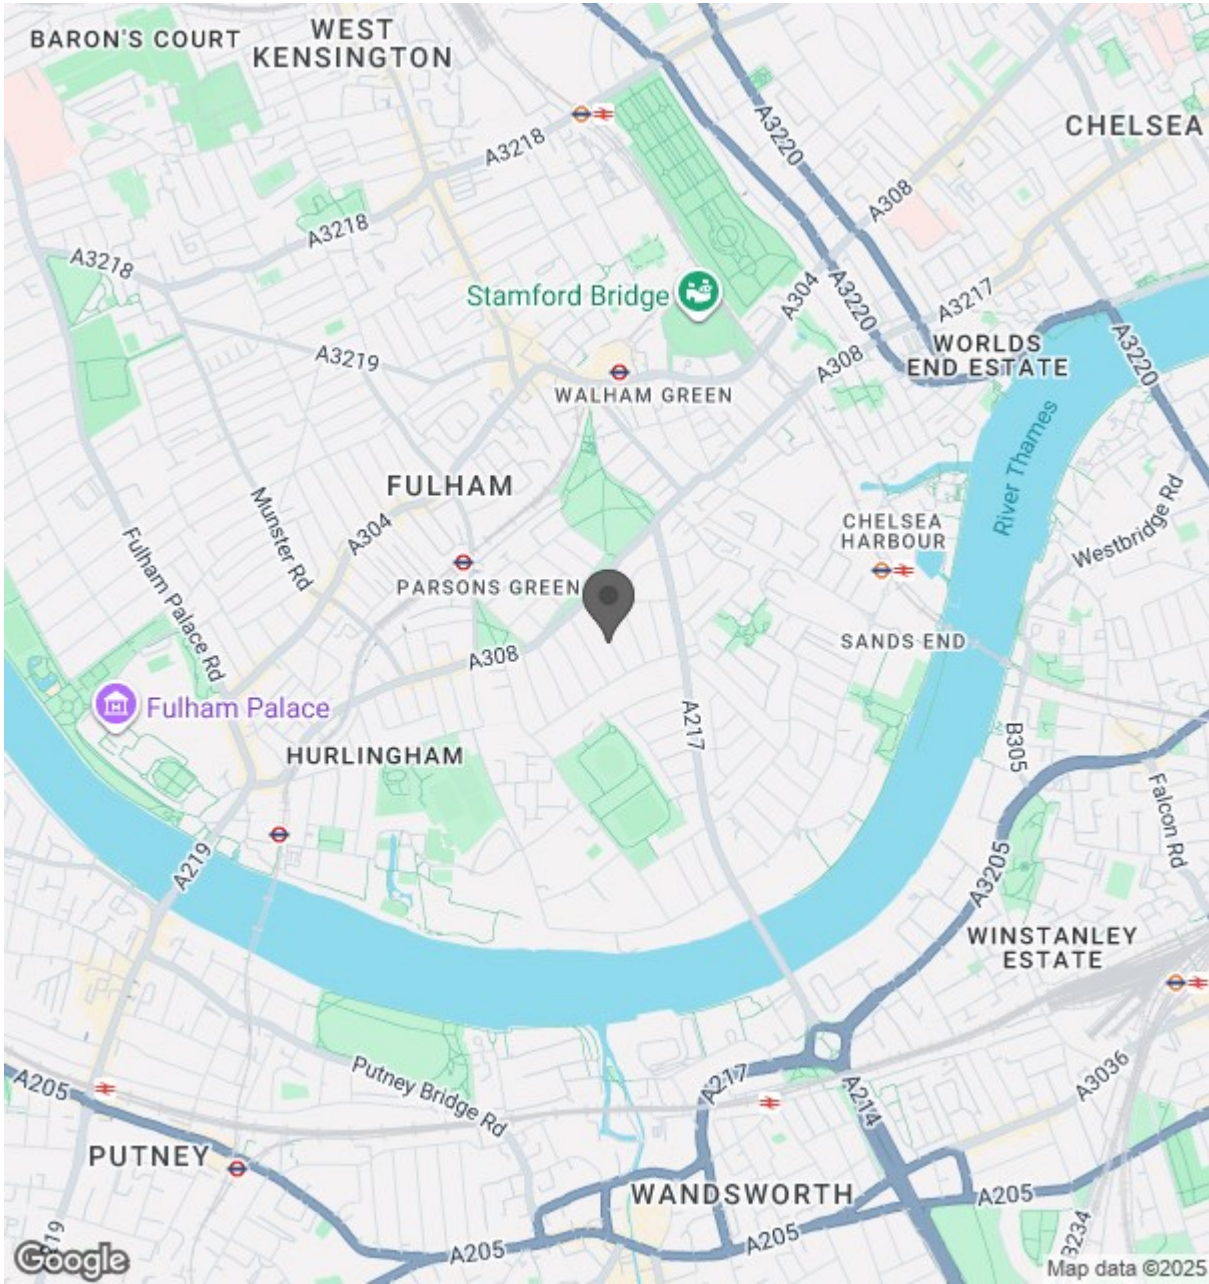 BARON'S COURT
WEST
KENSINGTON
CHELSEA
A3220
A3218
A308
A3218
A3218
Stamford Bridge
A304
A3220
A3217
A3219
A308
WORLDS
END ESTATE
A3220
WALHAM GREEN
River Thames
FULHAM
Munster Rd
A304
CHELSEA
HARBOUR
Westbridge Rd
Fulham Palace Rd
PARSONS GREEN
SANDS END
A308
Fulham Palace
A217
B305
HURLINGHAM
Falcon Rd
A219
A3205
WINSTANLEY
ESTATE
Putney Bridge Rd
A217
A214
A3036
A205
PUTNEY
WANDSWORTH
A205
A219
A205
A205
B234
Google
Map data ©2025